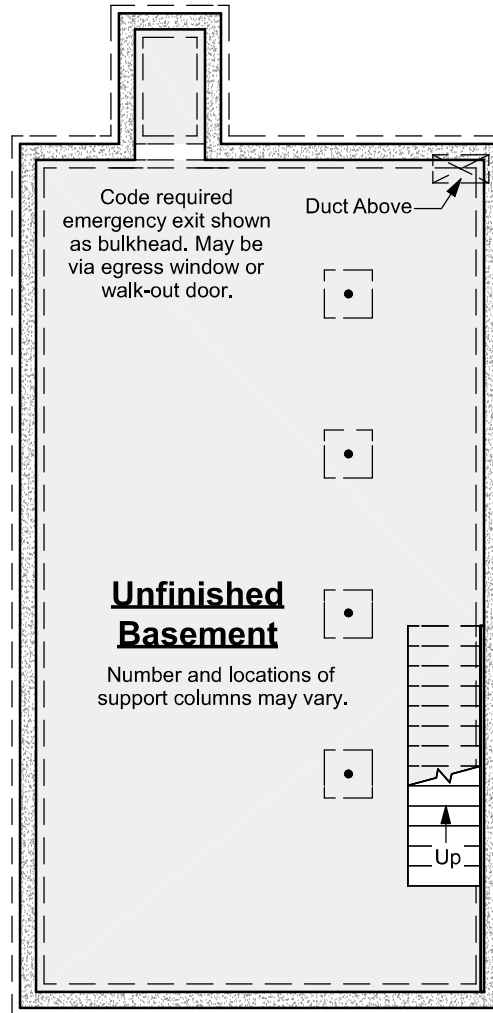 Code required
emergency exit shown
as bulkhead. May be
via egress window or
walk-out door.
Duct Above
Unfinished
Basement
Number and locations of
support columns may vary.
Up